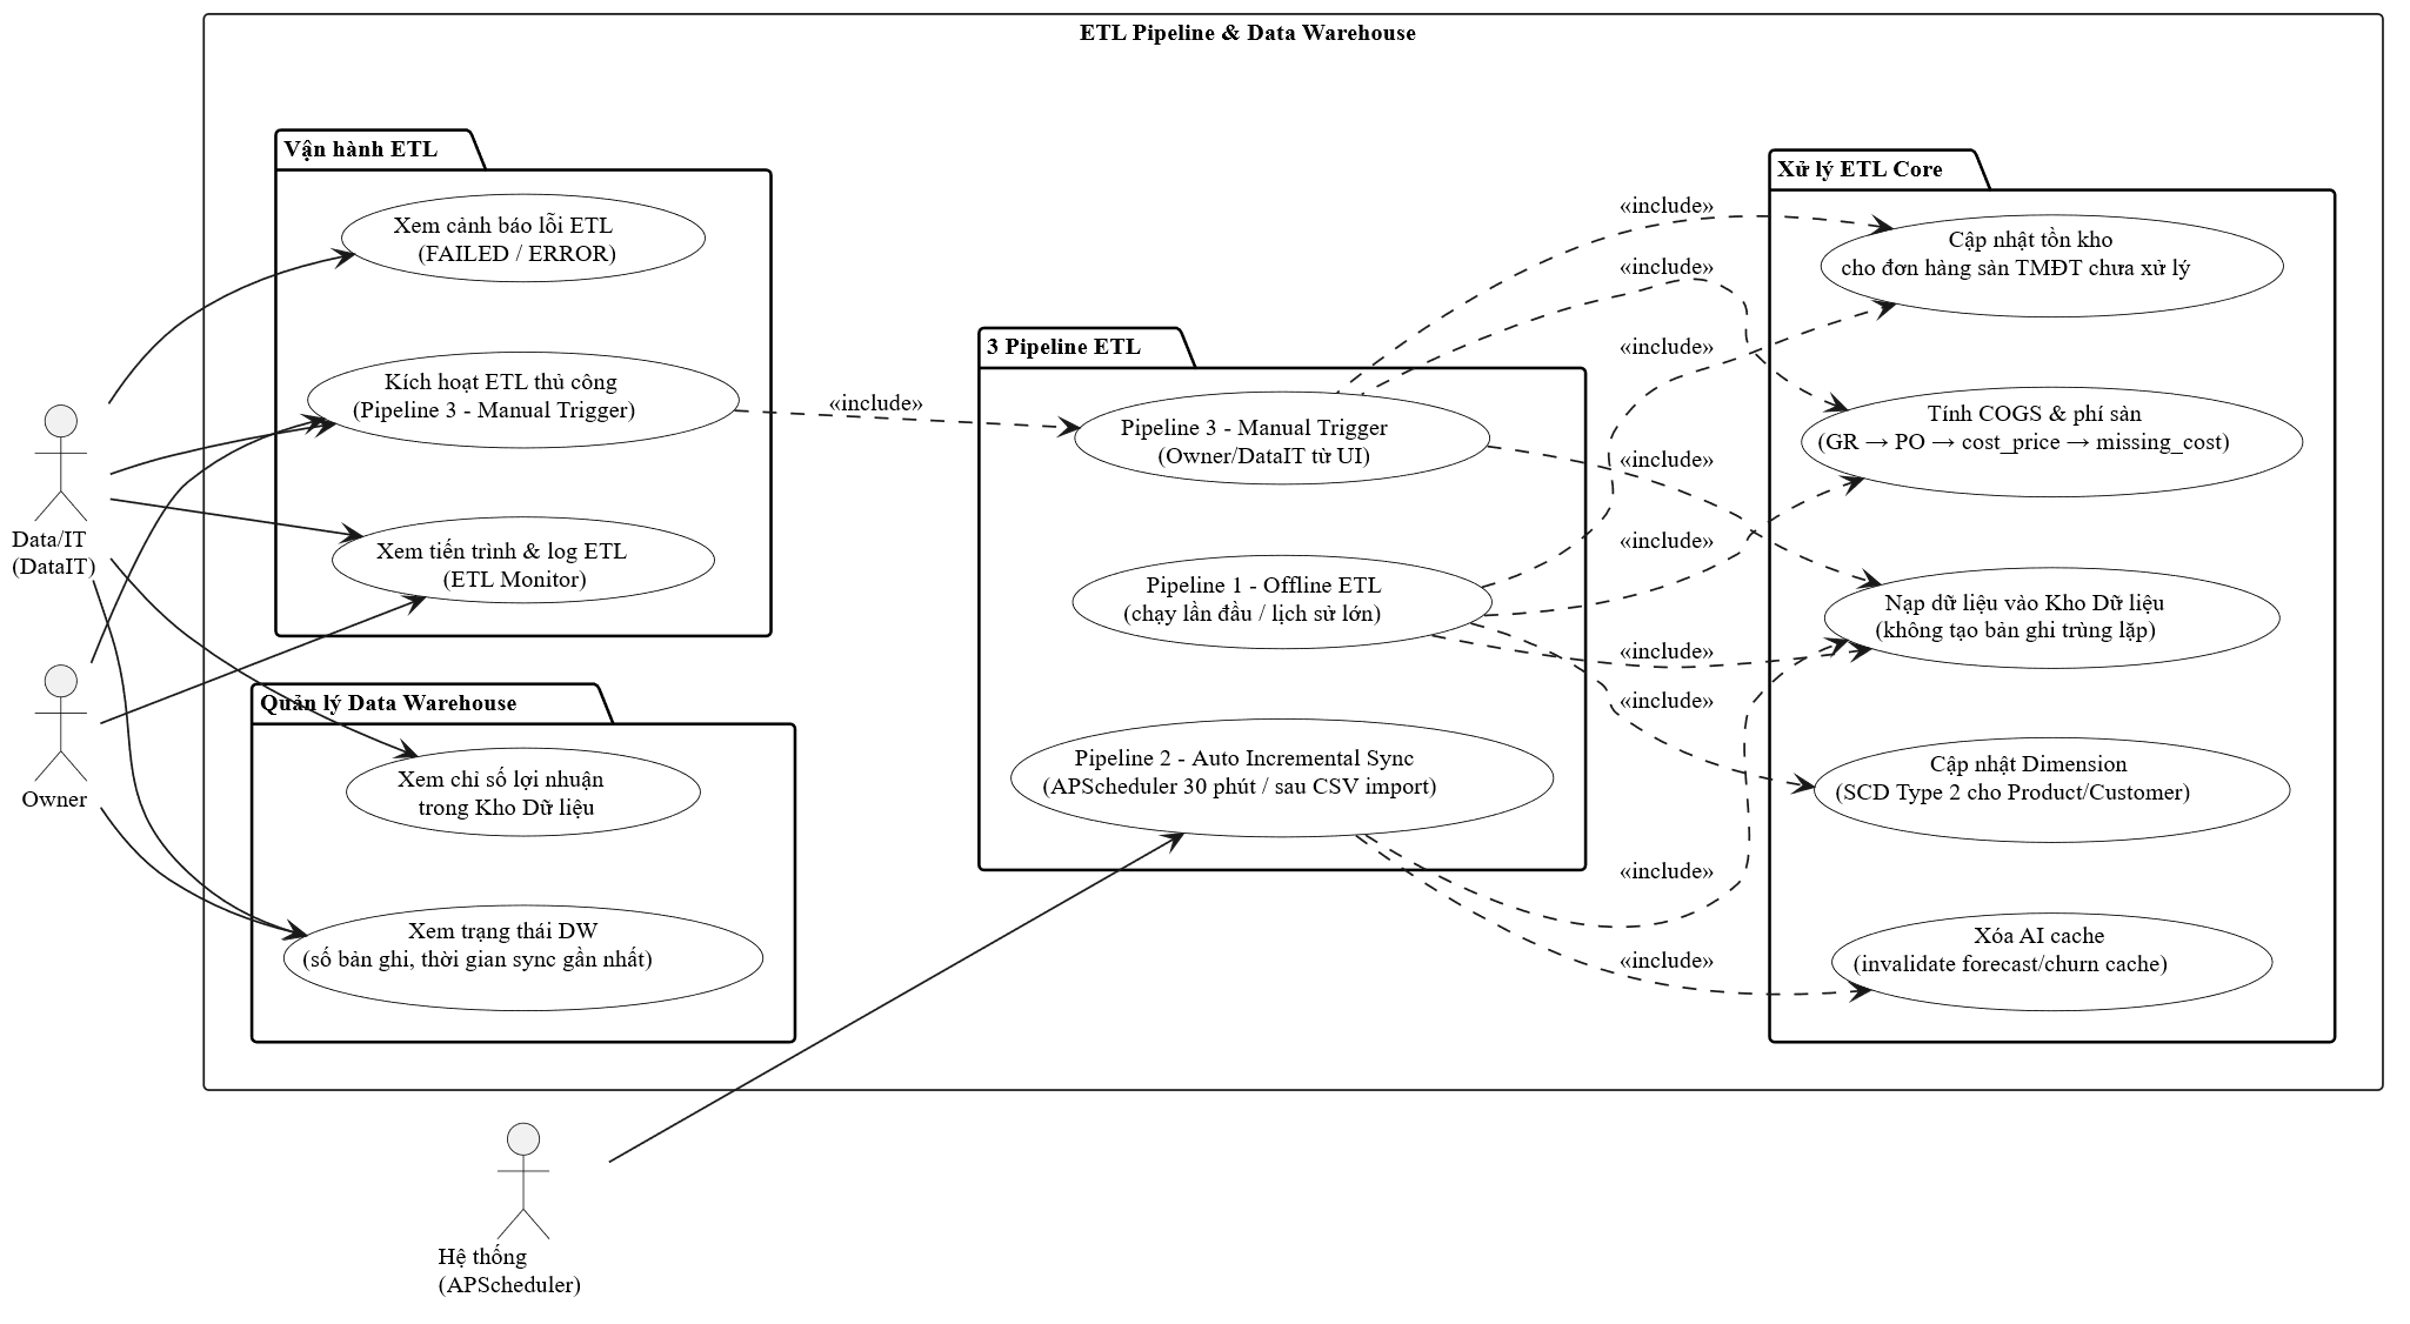 ETL Pipeline & Data Warehouse
Vận hành ETL
Xem cảnh báo lỗi ETL
(FAILED / ERROR)
Kích hoạt ETL thủ công
(Pipeline 3 - Manual Trigger)
Xem tiến trình & log ETL
(ETL Monitor)
Data/IT
(DataIT)
Owner
Quản lý Data Warehouse
Xem chỉ số lợi nhuận
trong Kho Dữ liệu
Xem trạng thái DW
(số bản ghi, thời gian sync gần nhất)
Hệ thống
(APScheduler)
«include»
3 Pipeline ETL
Pipeline 3 - Manual Trigger
(Owner/DataIT từ UI)
Pipeline 1 - Offline ETL
(chạy lần đầu / lịch sử lớn)
Pipeline 2 - Auto Incremental Sync
(APScheduler 30 phút / sau CSV import)
«include»
«include»
«include»
«include»
«include»
«include»
«include»
«include»
«include»
Xử lý ETL Core
Cập nhật tồn kho
cho đơn hàng sàn TMĐT chưa xử lý
Tính COGS & phí sàn
(GR → PO → cost_price → missing_cost)
Nạp dữ liệu vào Kho Dữ liệu
(không tạo bản ghi trùng lặp)
Cập nhật Dimension
(SCD Type 2 cho Product/Customer)
Xóa AI cache
(invalidate forecast/churn cache)